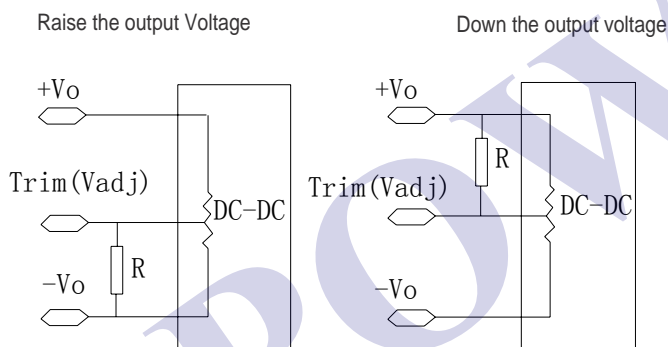 Raise the output Voltage
+Vo
Trim(Vadj)
DC-DC
R
-Vo
Down the output voltage
+Vo
R
Trim(Vadj)
DC-DC
-Vo
POW